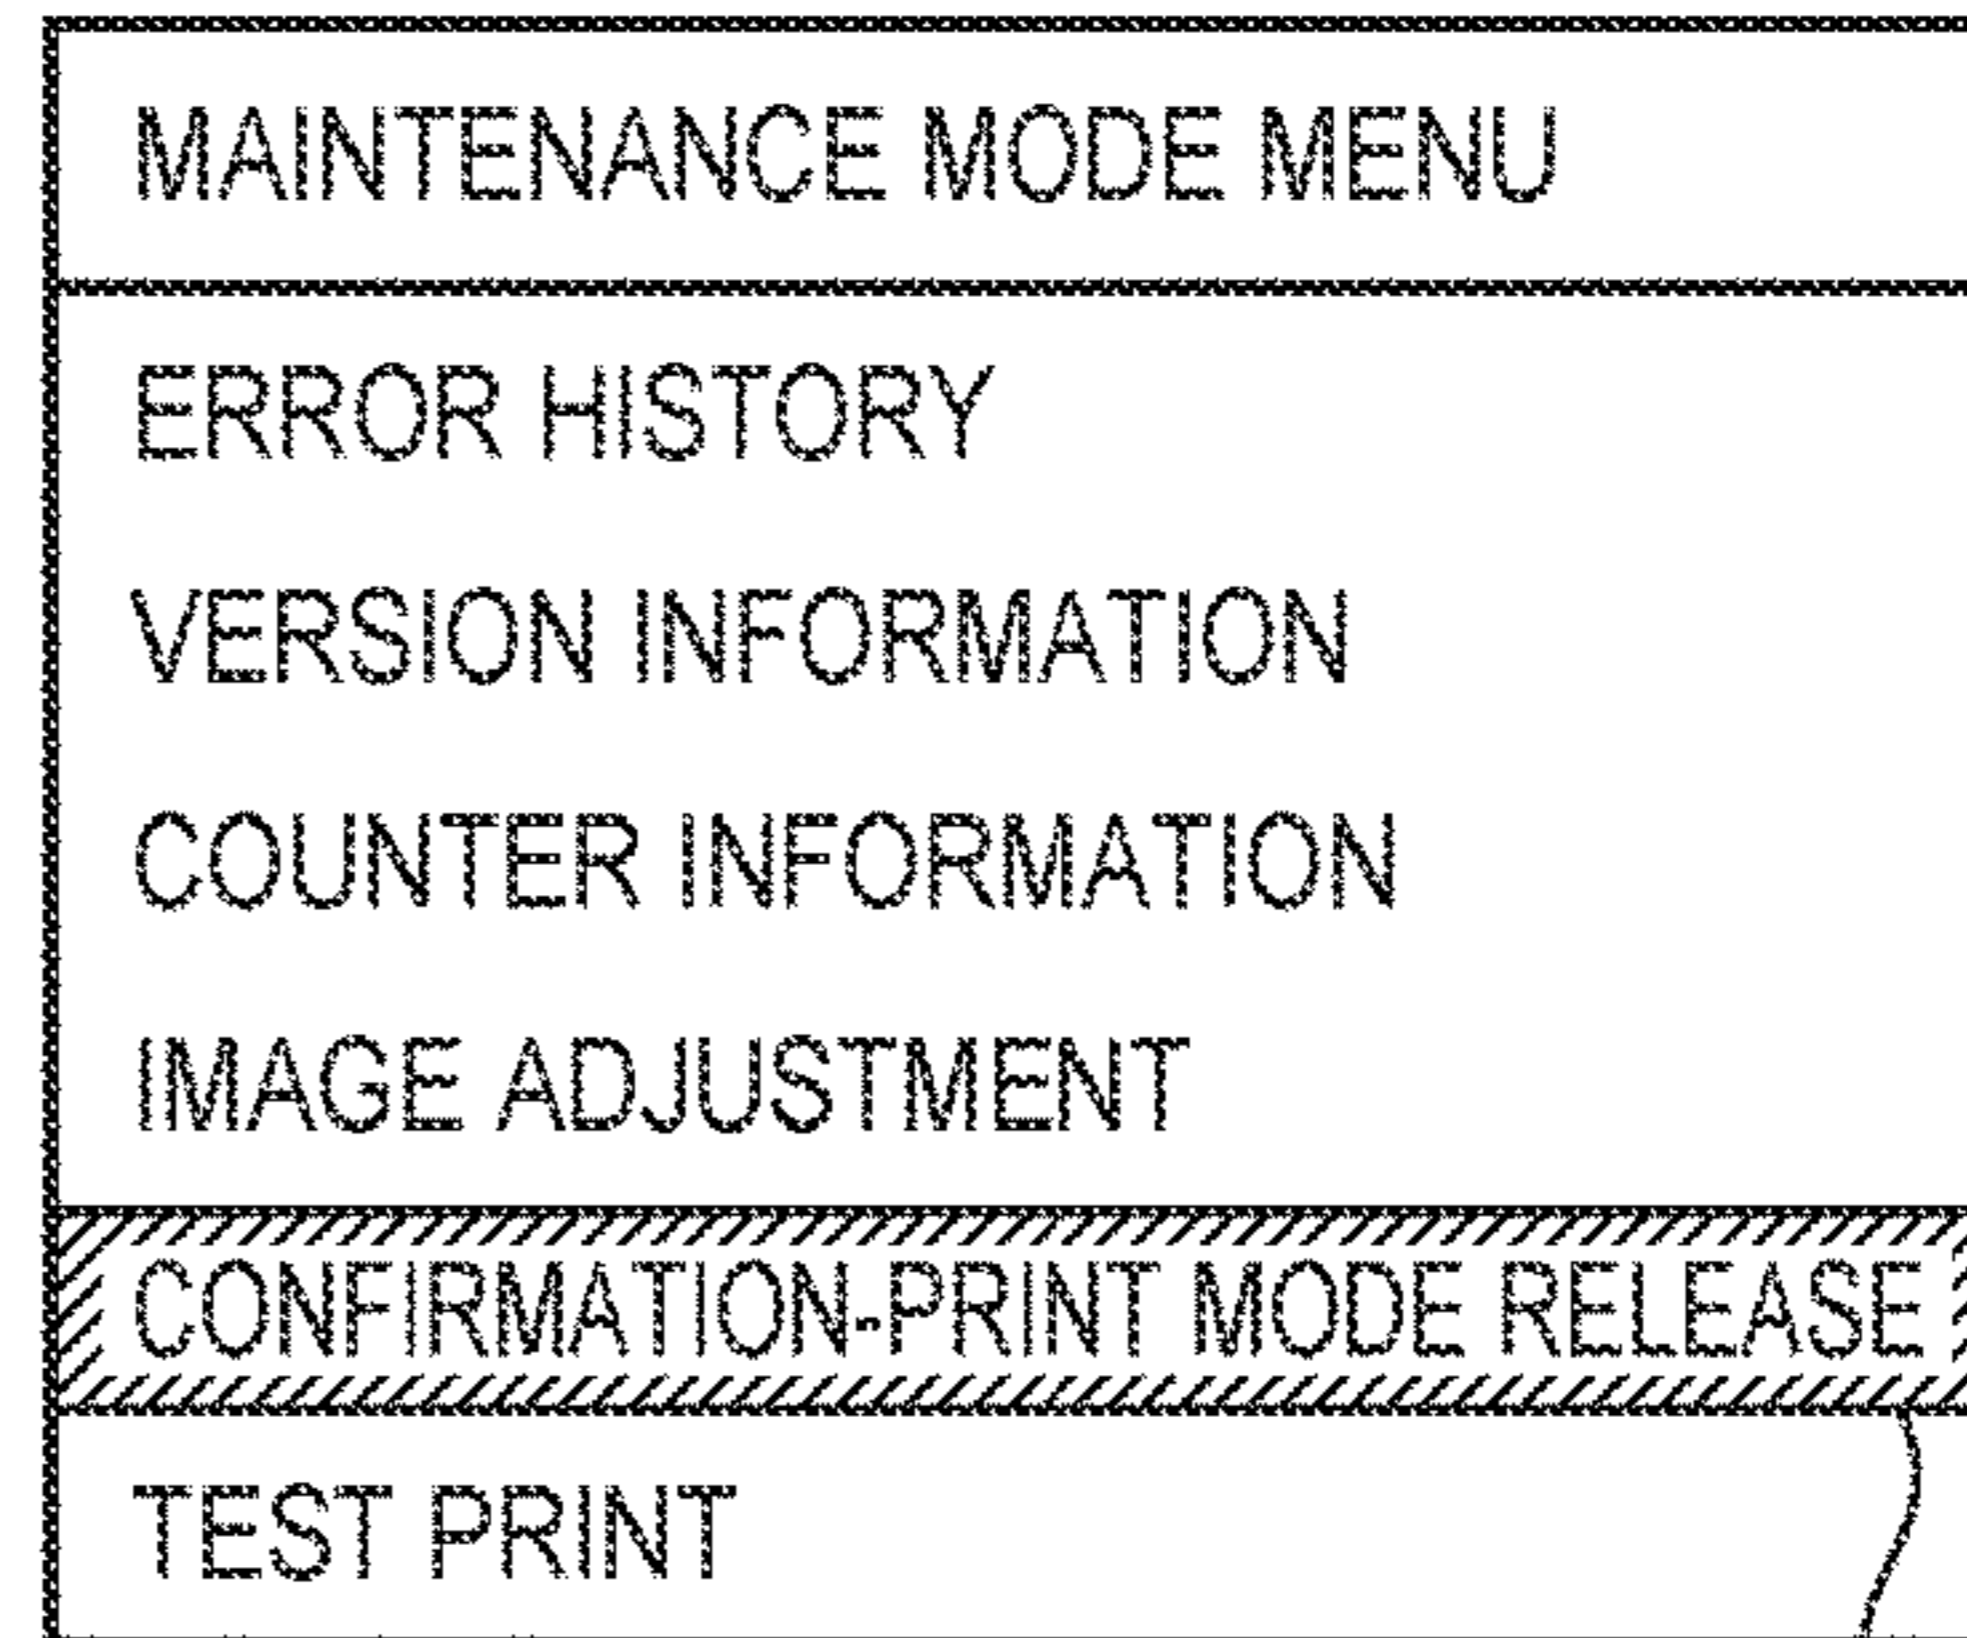 MAINTENANCE MODE MENU
ERROR HISTORY
VERSION INFORMATION
COUNTER INFORMATION
IMAGE ADJUSTMENT
CONFIRMATION-PRINT MODE RELEASE
TEST PRINT